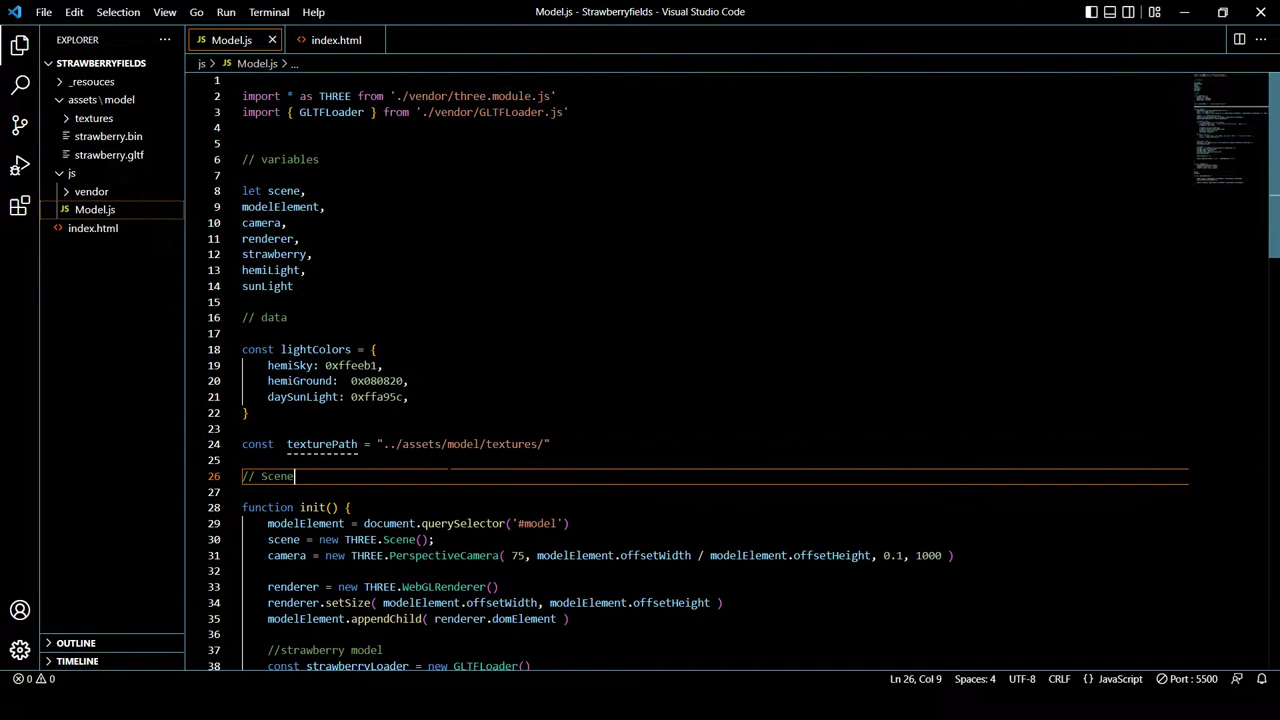 File Edit Selection View Go Run Terminal Help Model.js - Strawberryfields - Visual Studio Code
EXPLORER
JS Model.js
<> index.html
STRAWBERRYFIELDS
js > JS Model.js > ...
_resouces
assets\model
textures
strawberry.bin
strawberry.gltf
js
vendor
JS Model.js
<> index.html
OUTLINE
TIMELINE
1
2 import * as THREE from './vendor/three.module.js'
3 import { GLTFLoader } from './vendor/GLTFLoader.js'
4
5
6 // variables
7
8 let scene,
9 modelElement,
10 camera,
11 renderer,
12 strawberry,
13 hemiLight,
14 sunLight
15
16 // data
17
18 const lightColors = {
19 hemiSky: 0xffeeb1,
20 hemiGround: 0x080820,
21 daySunLight: 0xffa95c,
22 }
23
24 const texturePath = "../assets/model/textures/"
25
26 // Scene
27
28 function init() {
29 modelElement = document.querySelector('#model')
30 scene = new THREE.Scene();
31 camera = new THREE.PerspectiveCamera( 75, modelElement.offsetWidth / modelElement.offsetHeight, 0.1, 1000 )
32
33 renderer = new THREE.WebGLRenderer()
34 renderer.setSize( modelElement.offsetWidth, modelElement.offsetHeight )
35 modelElement.appendChild( renderer.domElement )
36
37 //strawberry model
38 const strawberryLoader = new GLTFLoader()
0 0 Ln 26, Col 9 Spaces: 4 UTF-8 CRLF {} JavaScript Port : 5500